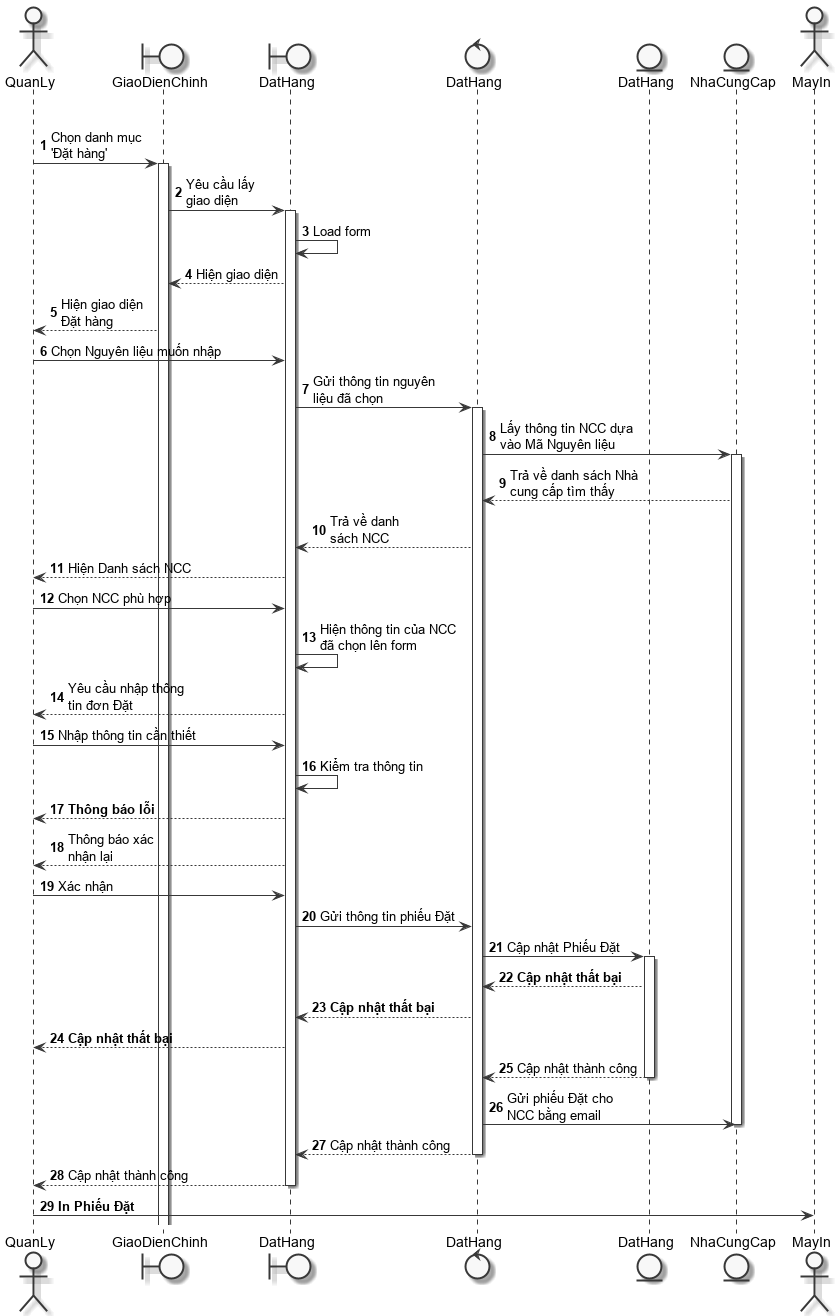 QuanLy GiaoDienChinh DatHang DatHang DatHang NhaCungCap MayIn
1 Chọn danh mục
'Đặt hàng'
2 Yêu cầu lấy
giao diện
3 Load form
4 Hiện giao diện
5 Hiện giao diện
Đặt hàng
6 Chọn Nguyên liệu muốn nhập
7 Gửi thông tin nguyên
liệu đã chọn
8 Lấy thông tin NCC dựa
vào Mã Nguyên liệu
9 Trả về danh sách Nhà
cung cấp tìm thấy
10 Trả về danh
sách NCC
11 Hiện Danh sách NCC
12 Chọn NCC phù hợp
13 Hiện thông tin của NCC
đã chọn lên form
14 Yêu cầu nhập thông
tin đơn Đặt
15 Nhập thông tin cần thiết
16 Kiểm tra thông tin
17 Thông báo lỗi
18 Thông báo xác
nhận lại
19 Xác nhận
20 Gửi thông tin phiếu Đặt
21 Cập nhật Phiếu Đặt
22 Cập nhật thất bại
23 Cập nhật thất bại
24 Cập nhật thất bại
25 Cập nhật thành công
26 Gửi phiếu Đặt cho
NCC bằng email
27 Cập nhật thành công
28 Cập nhật thành công
29 In Phiếu Đặt
QuanLy GiaoDienChinh DatHang DatHang DatHang NhaCungCap MayIn